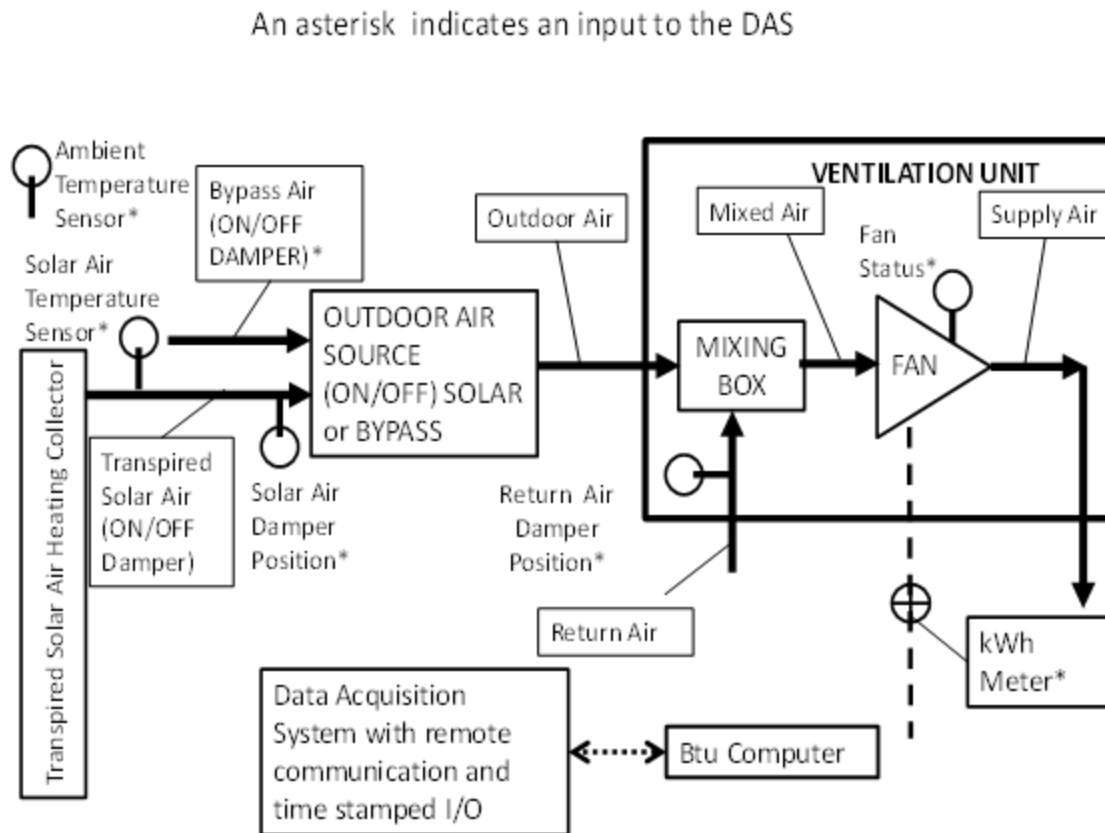 An asterisk indicates an input to the DAS
Ambient
Temperature
Sensor*
Bypass Air
(ON/OFF
DAMPER)*
Solar Air
Temperature
Sensor*
Outdoor Air
VENTILATION UNIT
Mixed Air
Fan
Status*
Supply Air
OUTDOOR AIR
SOURCE
(ON/OFF) SOLAR
or BYPASS
MIXING
BOX
FAN
Transpired Solar Air Heating Collector
Transpired
Solar Air
(ON/OFF
Damper)
Solar Air
Damper
Position*
Return Air
Damper
Position*
Return Air
kWh
Meter*
Data Acquisition
System with remote
communication and
time stamped I/O
Btu Computer